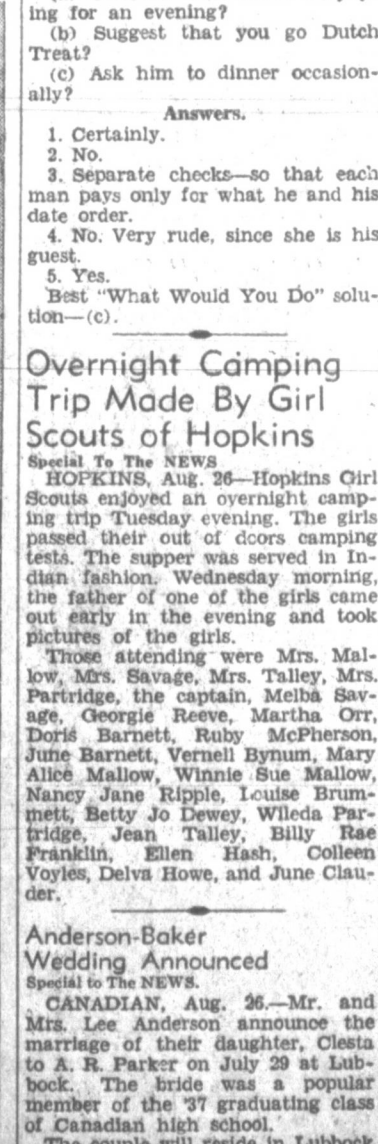 ing for an evening?
(b) Suggest that you go Dutch
Treat?
(c) Ask him to dinner occasion-
ally?
Answers.
1. Certainly.
2. No.
3. Separate checks—so that each
man pays only for what he and his
date order.
4. No. Very rude, since she is his
guest.
5. Yes.
Best "What Would You Do" solu-
tion—(c).
Overnight Camping
Trip Made By Girl
Scouts of Hopkins
Special To The NEWS
HOPKINS, Aug. 26—Hopkins Girl
Scouts enjoyed an overnight camp-
ing trip Tuesday evening. The girls
passed their out of doors camping
tests. The supper was served in In-
dian fashion. Wednesday morning,
the father of one of the girls came
out early in the evening and took
pictures of the girls.
Those attending were Mrs. Mal-
low, Mrs. Savage, Mrs. Talley, Mrs.
Partridge, the captain, Melba Sav-
age, Georgie Reeve, Martha Orr,
Doris Barnett, Ruby McPherson,
June Barnett, Vernell Bynum, Mary
Alice Mallow, Winnie Sue Mallow,
Nancy Jane Ripple, Louise Brum-
mett, Betty Jo Dewey, Wileda Par-
tridge, Jean Talley, Billy Rae
Franklin, Ellen Hash, Colleen
Voyles, Delva Howe, and June Clau-
der.
Anderson-Baker
Wedding Announced
Special to The NEWS.
CANADIAN, Aug. 26.—Mr. and
Mrs. Lee Anderson announce the
marriage of their daughter, Clesta
to A. R. Parker on July 29 at Lub-
bock. The bride was a popular
member of the '37 graduating class
of Canadian high school.
The couple will reside in Lubbock